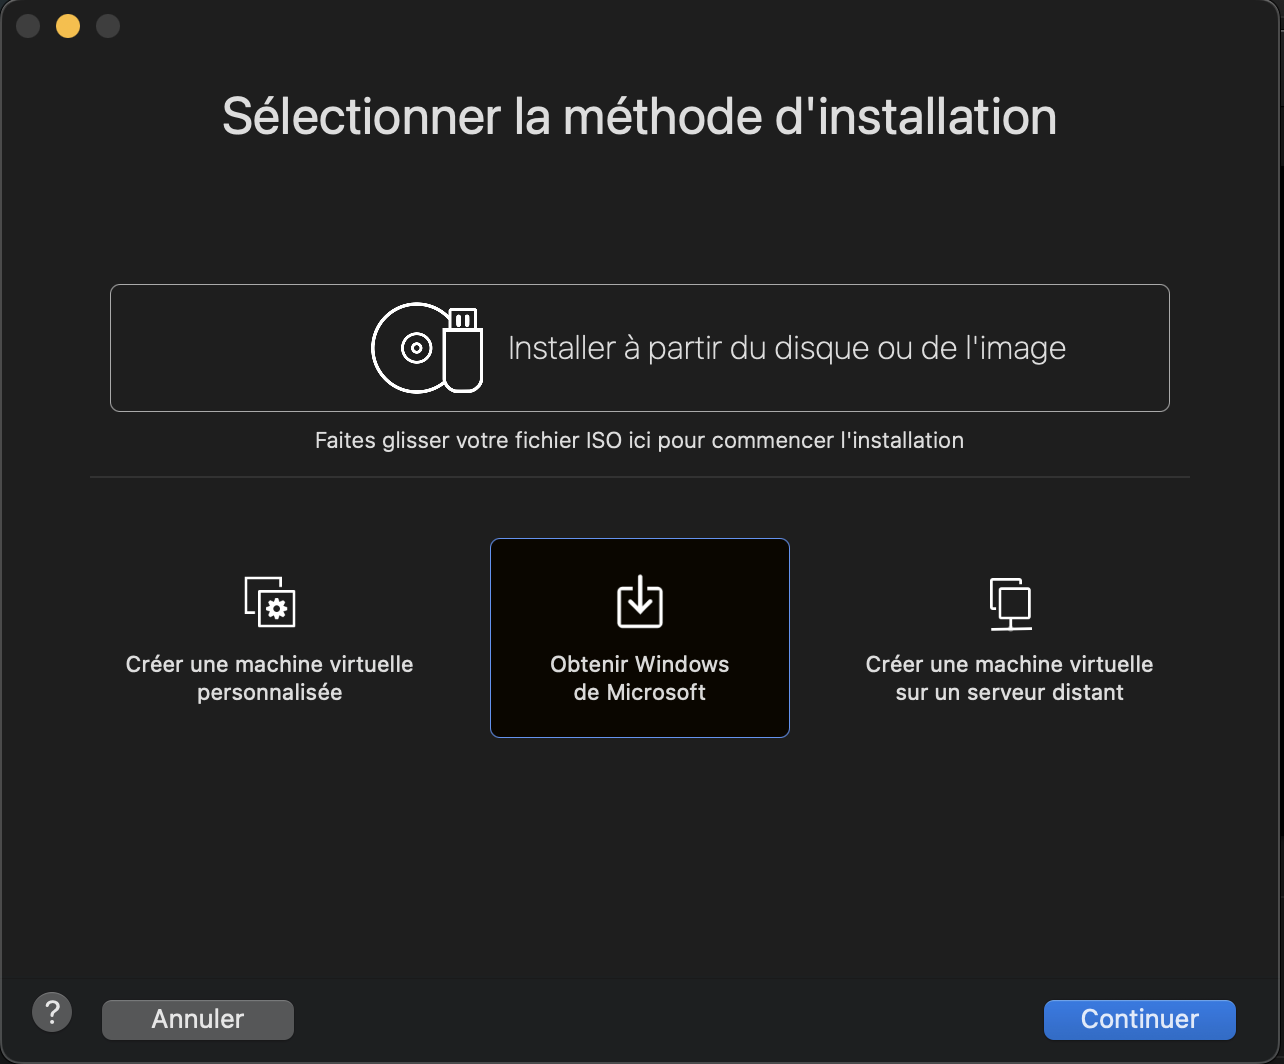 Sélectionner la méthode d'installation
Installer à partir du disque ou de l'image
Faites glisser votre fichier ISO ici pour commencer l'installation
Créer une machine virtuelle
personnalisée
Obtenir Windows
de Microsoft
Créer une machine virtuelle
sur un serveur distant
?
Annuler
Continuer